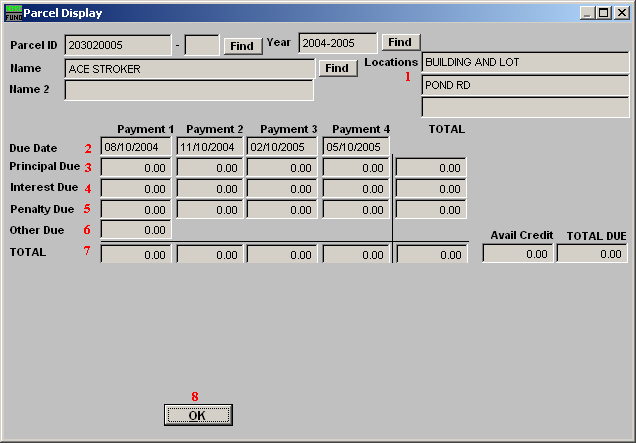 FUND Parcel Display
Parcel ID 203020005 - Find Year 2004-2005 Find
Name ACE STROKER Find Locations 1 BUILDING AND LOT
Name 2 POND RD
Payment 1 Payment 2 Payment 3 Payment 4 TOTAL
Due Date 2 08/10/2004 11/10/2004 02/10/2005 05/10/2005
Principal Due 3 0.00 0.00 0.00 0.00 0.00
Interest Due 4 0.00 0.00 0.00 0.00 0.00
Penalty Due 5 0.00 0.00 0.00 0.00 0.00
Other Due 6 0.00 Avail Credit TOTAL DUE
TOTAL 7 0.00 0.00 0.00 0.00 0.00 0.00 0.00
8
OK